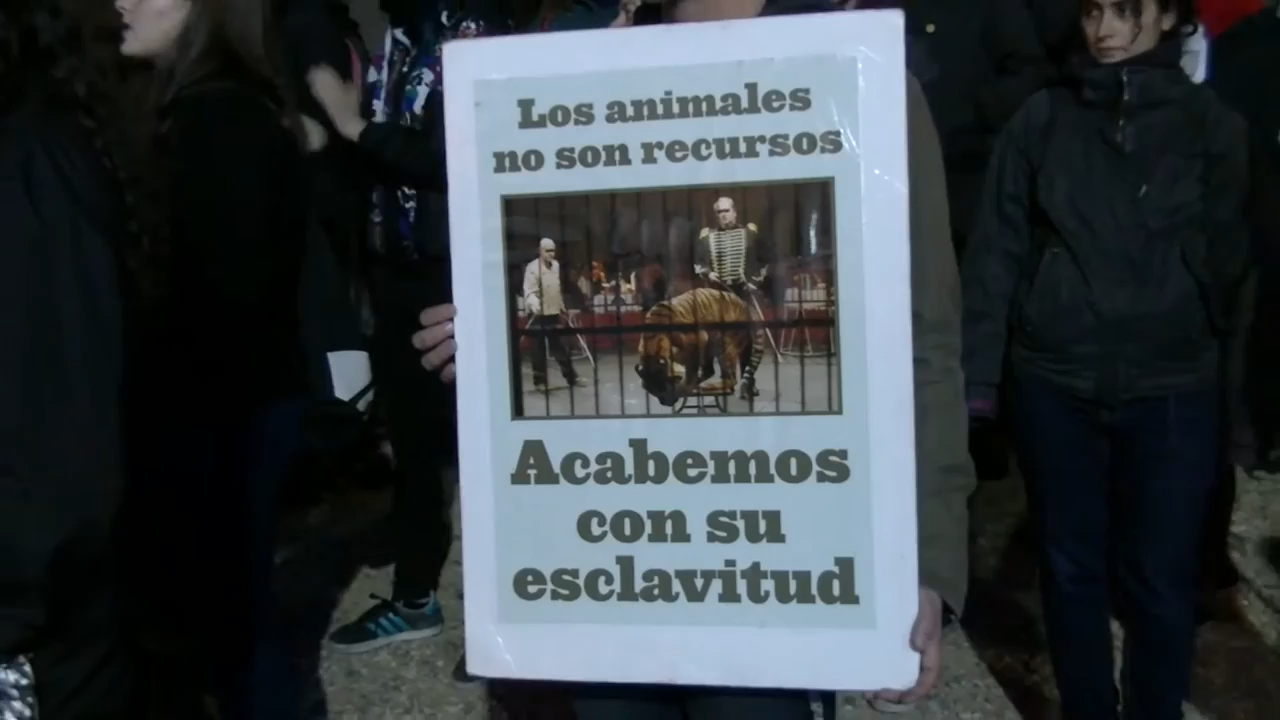 Los animales
no son recursos
Acabemos
con su
esclavitud